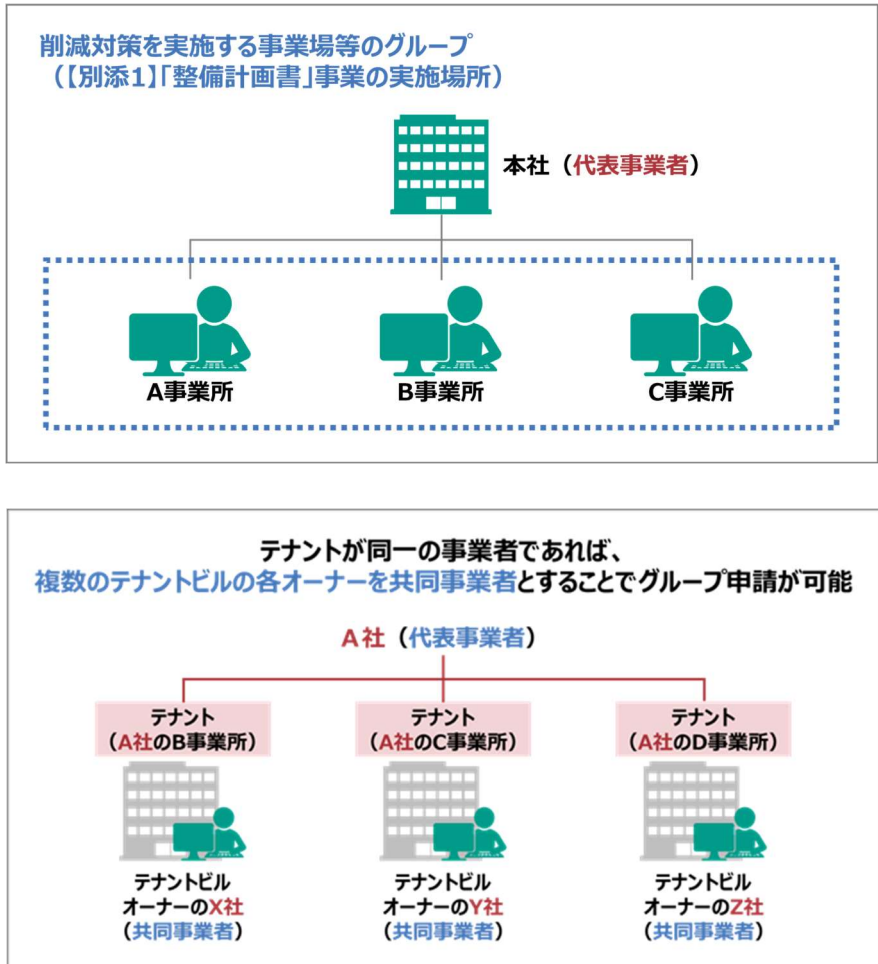 削減対策を実施する事業場等のグループ
（【別添1】「整備計画書」事業の実施場所）
本社（代表事業者）
A事業所
B事業所
C事業所
テナントが同一の事業者であれば、
複数のテナントビルの各オーナーを共同事業者とすることでグループ申請が可能
A社（代表事業者）
テナント
（A社のB事業所）
テナント
（A社のC事業所）
テナント
（A社のD事業所）
テナントビル
オーナーのX社
（共同事業者）
テナントビル
オーナーのY社
（共同事業者）
テナントビル
オーナーのZ社
（共同事業者）